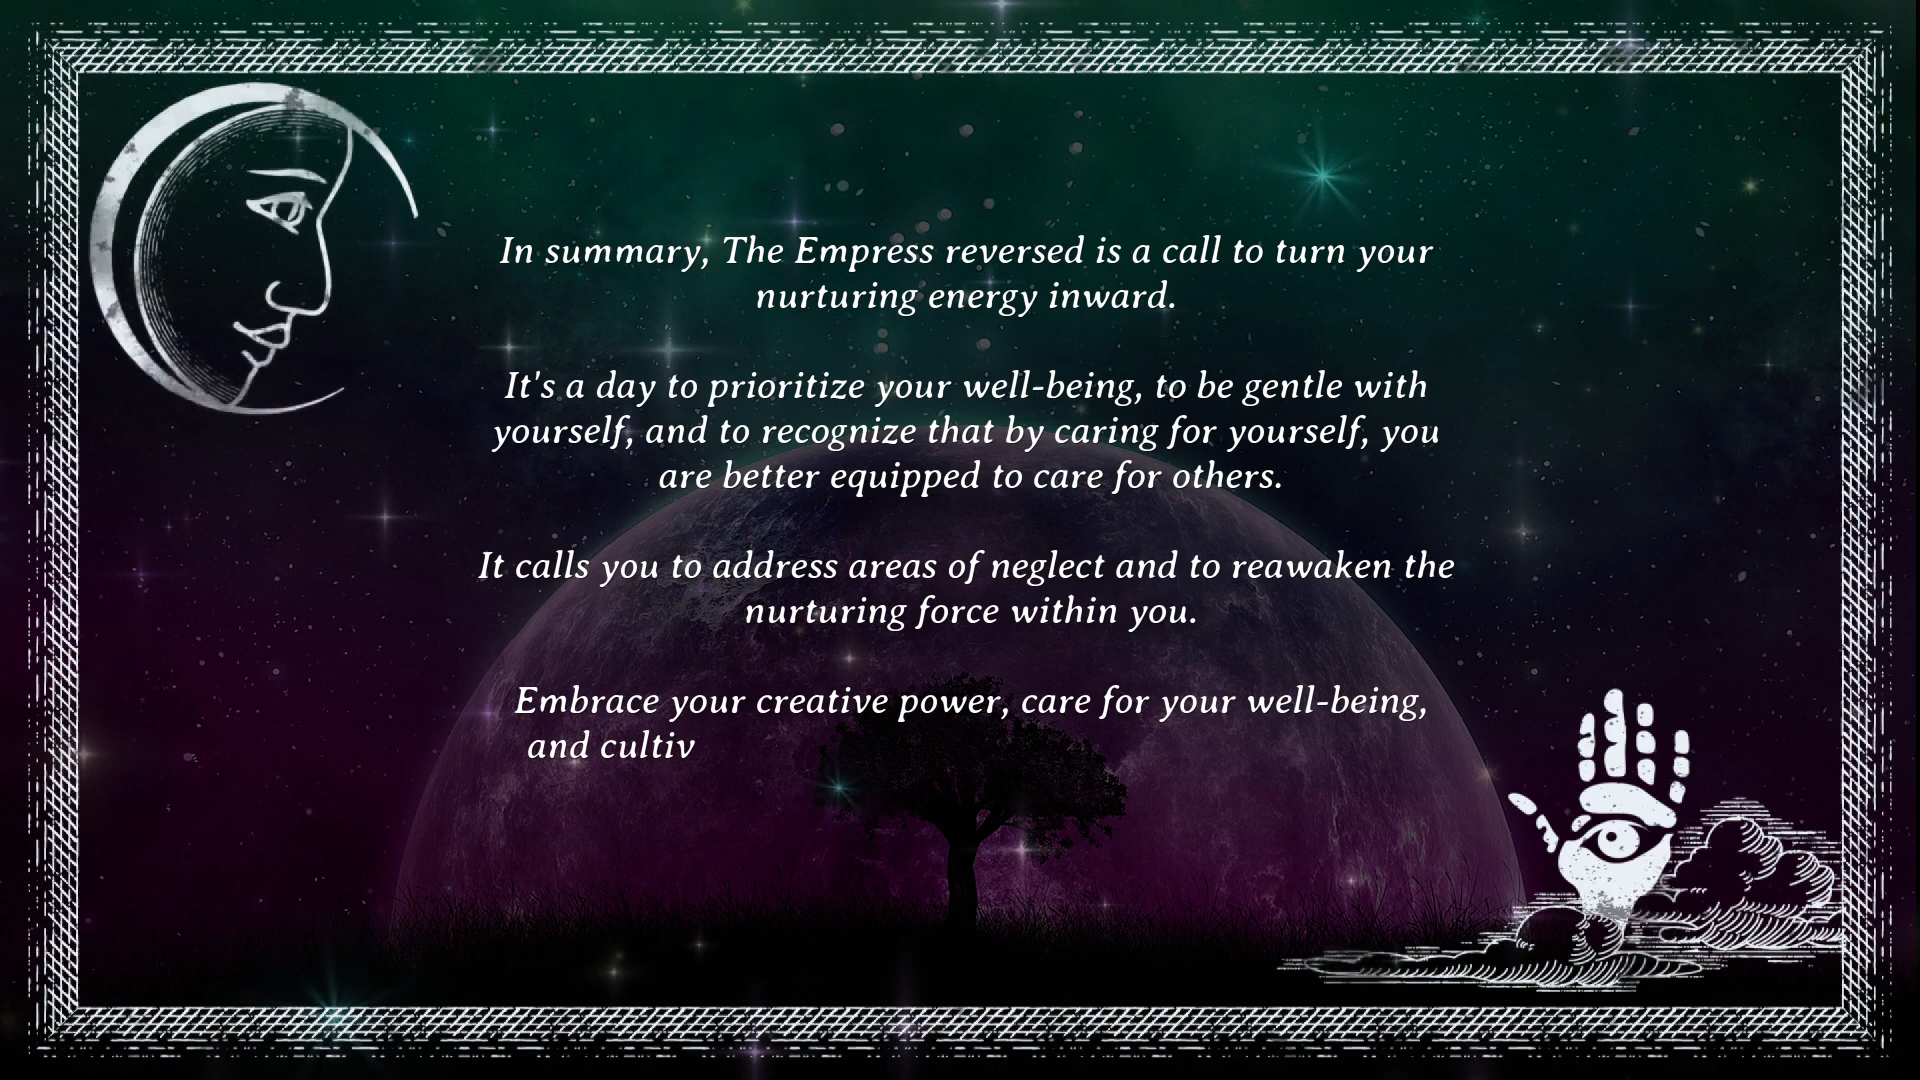 In summary, The Empress reversed is a call to turn your
nurturing energy inward.
It's a day to prioritize your well-being, to be gentle with
yourself, and to recognize that by caring for yourself, you
are better equipped to care for others.
It calls you to address areas of neglect and to reawaken the
nurturing force within you.
Embrace your creative power, care for your well-being,
and cultiv